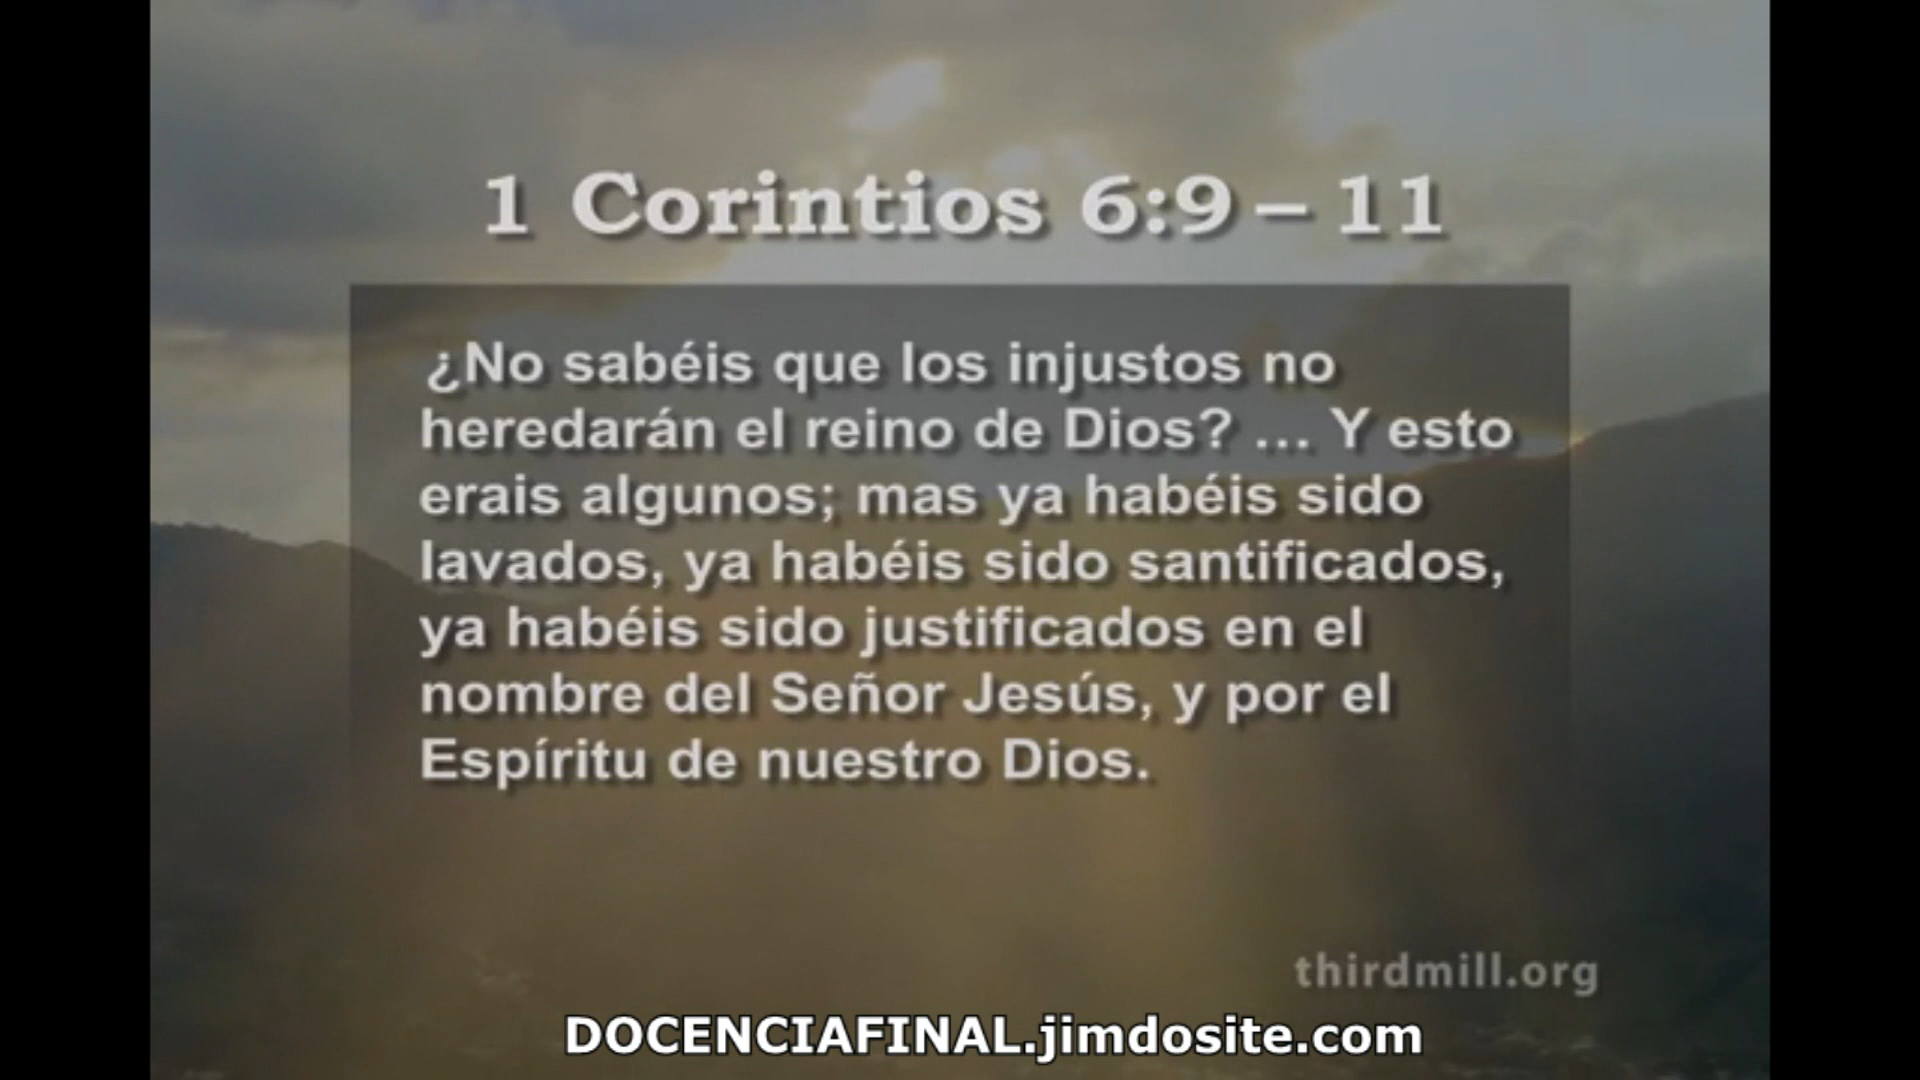 1 Corintios 6:9 – 11
¿No sabéis que los injustos no
heredarán el reino de Dios? ... Y esto
erais algunos; mas ya habéis sido
lavados, ya habéis sido santificados,
ya habéis sido justificados en el
nombre del Señor Jesús, y por el
Espíritu de nuestro Dios.
thirdmill.org
DOCENCIAFINAL.jimdosite.com